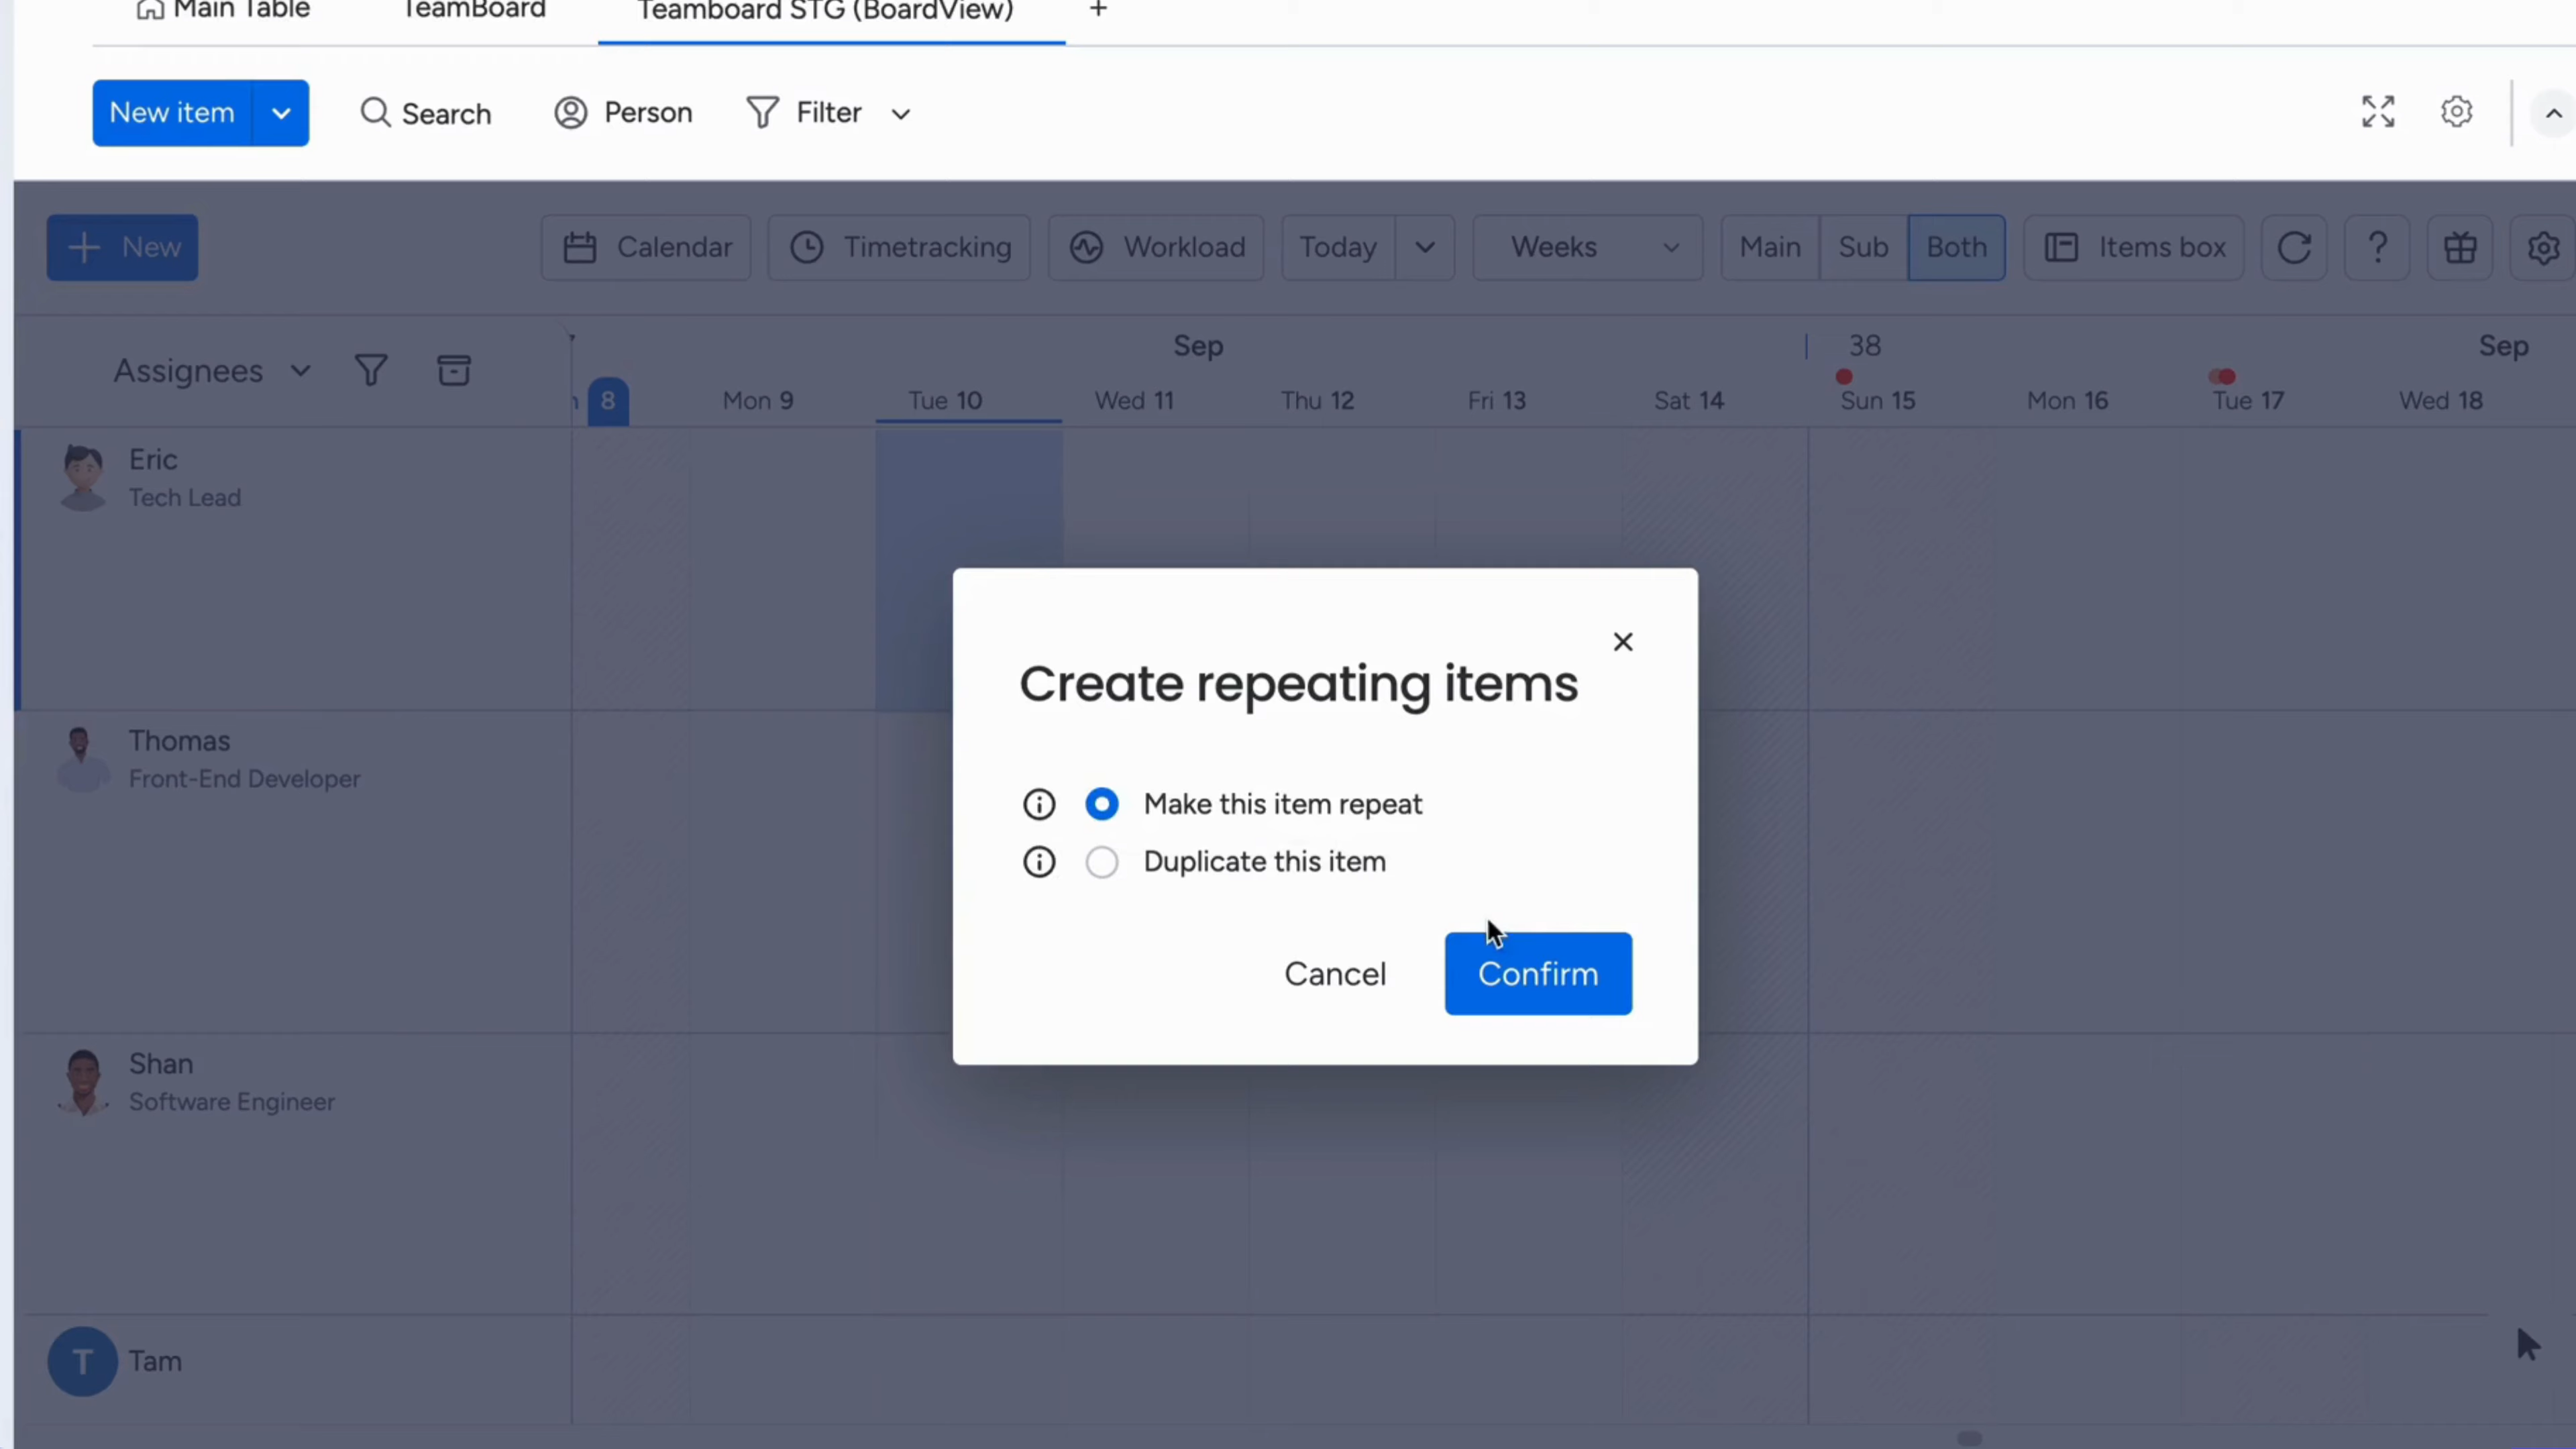 Main Table TeamBoard Teamboard STG (BoardView) +
New item Search Person Filter
New Calendar Timetracking Workload Today Weeks Main Sub Both Items box ?
Assignees
Sep 38 Sep
8 Mon 9 Tue 10 Wed 11 Thu 12 Fri 13 Sat 14 Sun 15 Mon 16 Tue 17 Wed 18
Eric
Tech Lead
Create repeating items
Thomas
Front-End Developer
Make this item repeat
Duplicate this item
Cancel Confirm
Shan
Software Engineer
T Tam